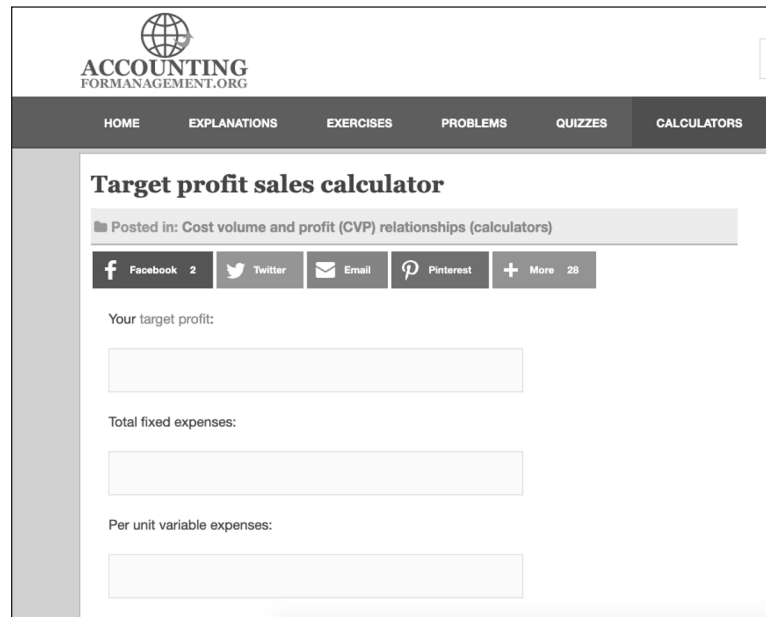 ACCOUNTING
FORMANAGEMENT.ORG
HOME EXPLANATIONS EXERCISES PROBLEMS QUIZZES CALCULATORS
Target profit sales calculator
Posted in: Cost volume and profit (CVP) relationships (calculators)
Facebook 2 Twitter Email Pinterest More 28
Your target profit:
Total fixed expenses:
Per unit variable expenses: